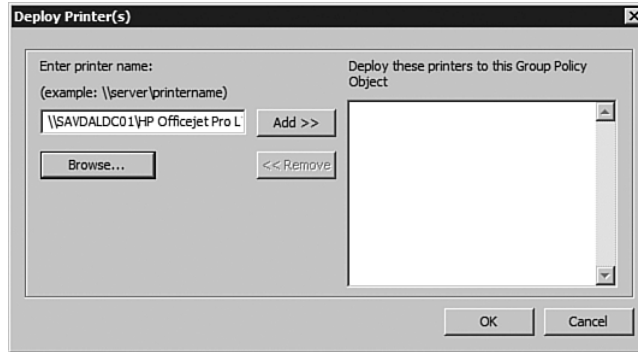 Deploy Printer(s)
Enter printer name:
(example: \\server\printername)
\\SAVDALDC01\HP Officejet Pro L
Add >>
Browse...
<< Remove
Deploy these printers to this Group Policy
Object
OK
Cancel